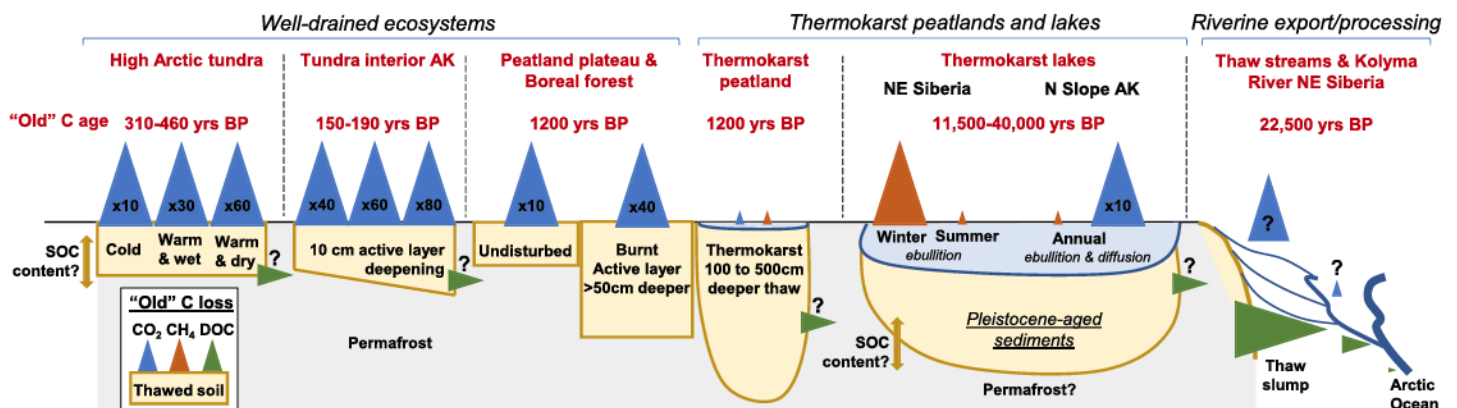 Well-drained ecosystems
Thermokarst peatlands and lakes
Riverine export/processing
High Arctic tundra
Tundra interior AK
Peatland plateau &
Boreal forest
Thermokarst
peatland
Thermokarst lakes
NE Siberia
N Slope AK
Thaw streams & Kolyma
River NE Siberia
“Old” C age
310-460 yrs BP
150-190 yrs BP
1200 yrs BP
1200 yrs BP
11,500-40,000 yrs BP
22,500 yrs BP
x10
x30
x60
x40
x60
x80
x10
x40
x10
?
SOC
content?
Cold
Warm
& wet
Warm
& dry
?
10 cm active layer
deepening
?
Undisturbed
Burnt
Active layer
>50cm deeper
Thermokarst
100 to 500cm
deeper thaw
?
Winter
Summer
ebullition
Annual
ebullition & diffusion
?
?
Pleistocene-aged
sediments
SOC
content?
Permafrost?
Thaw
slump
Arctic
Ocean
“Old” C loss
CO₂ CH₄ DOC
Thawed soil
Permafrost